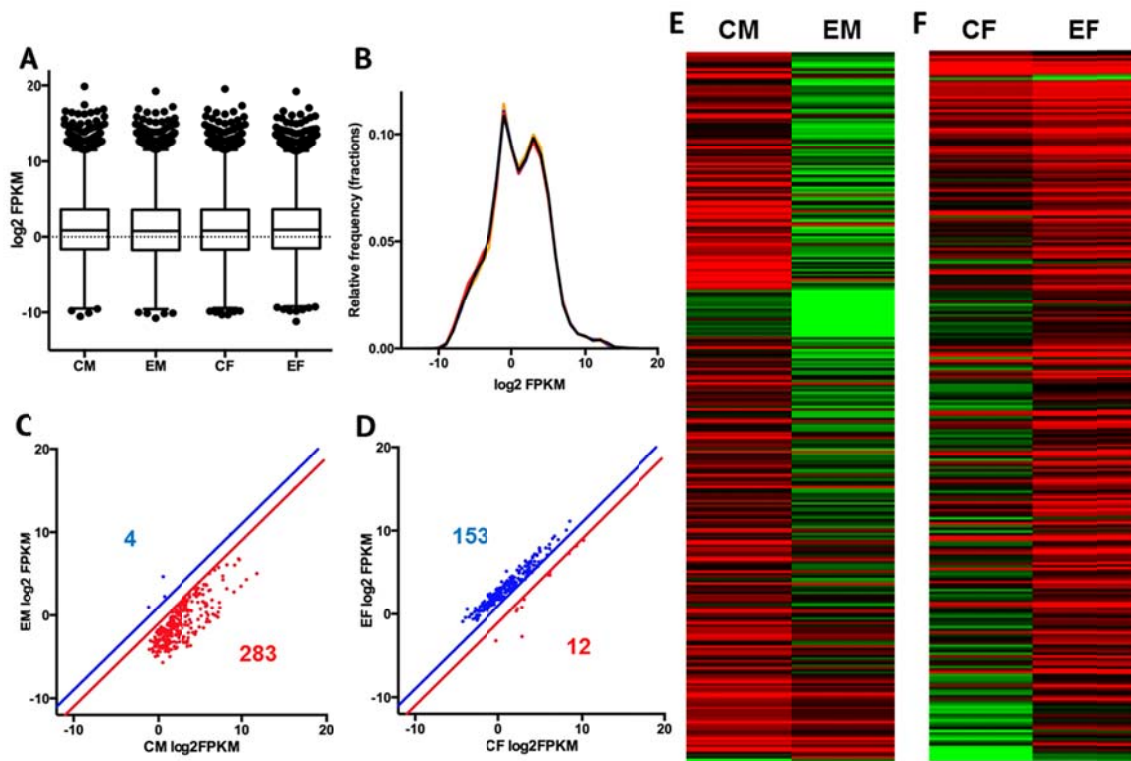 A
log2 FPKM
20
10
0
-10
CM EM CF EF
B
Relative frequency (fractions)
0.10
0.05
0.00
-10 0 10 20
log2 FPKM
C
EM log2 FPKM
20
10
0
-10
4
283
-10 0 10 20
CM log2FPKM
D
EF log2 FPKM
20
10
0
-10
153
12
-10 0 10 20
CF log2FPKM
E
CM EM
F
CF EF